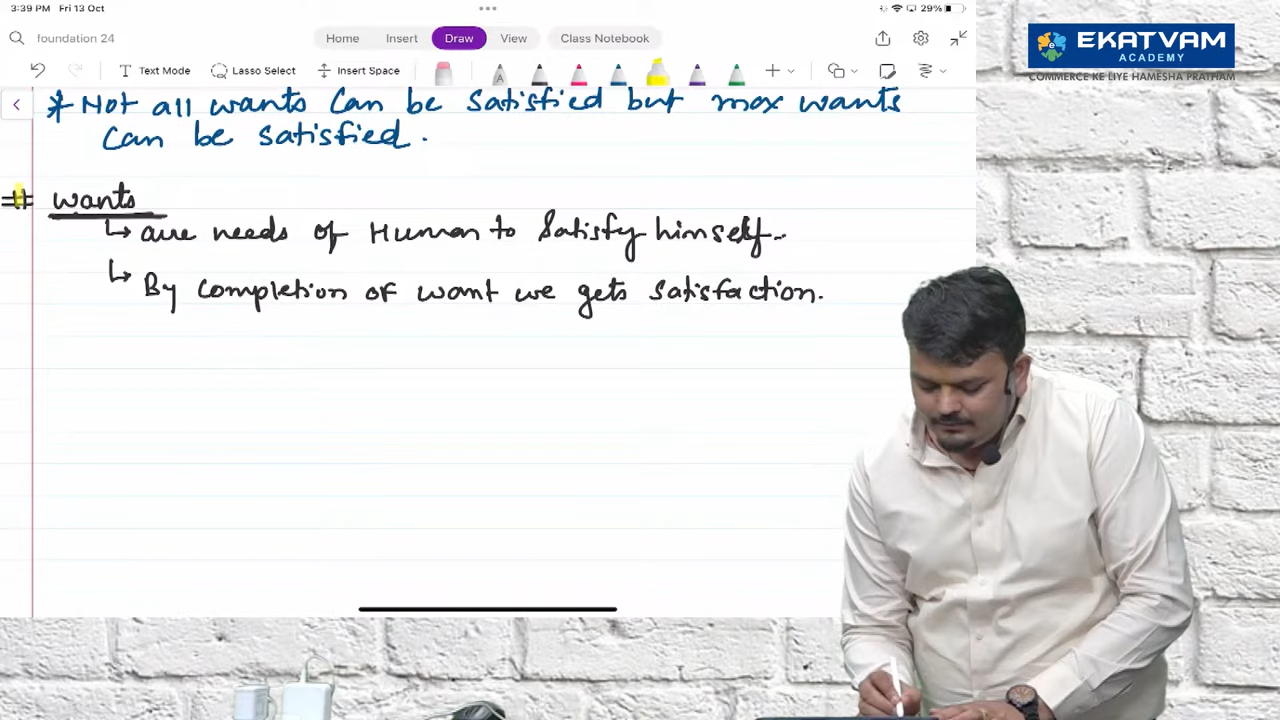 3:39 PM Fri 13 Oct
29%
foundation 24
Home Insert Draw View Class Notebook
Text Mode Lasso Select Insert Space
* Not all wants can be satisfied but max wants
can be satisfied.
# wants
↳ are needs of Human to satisfy himself.
↳ By completion of want we gets satisfaction.
EKATVAM
ACADEMY
COMMERCE KE LIYE HAMESHA PRATHAM